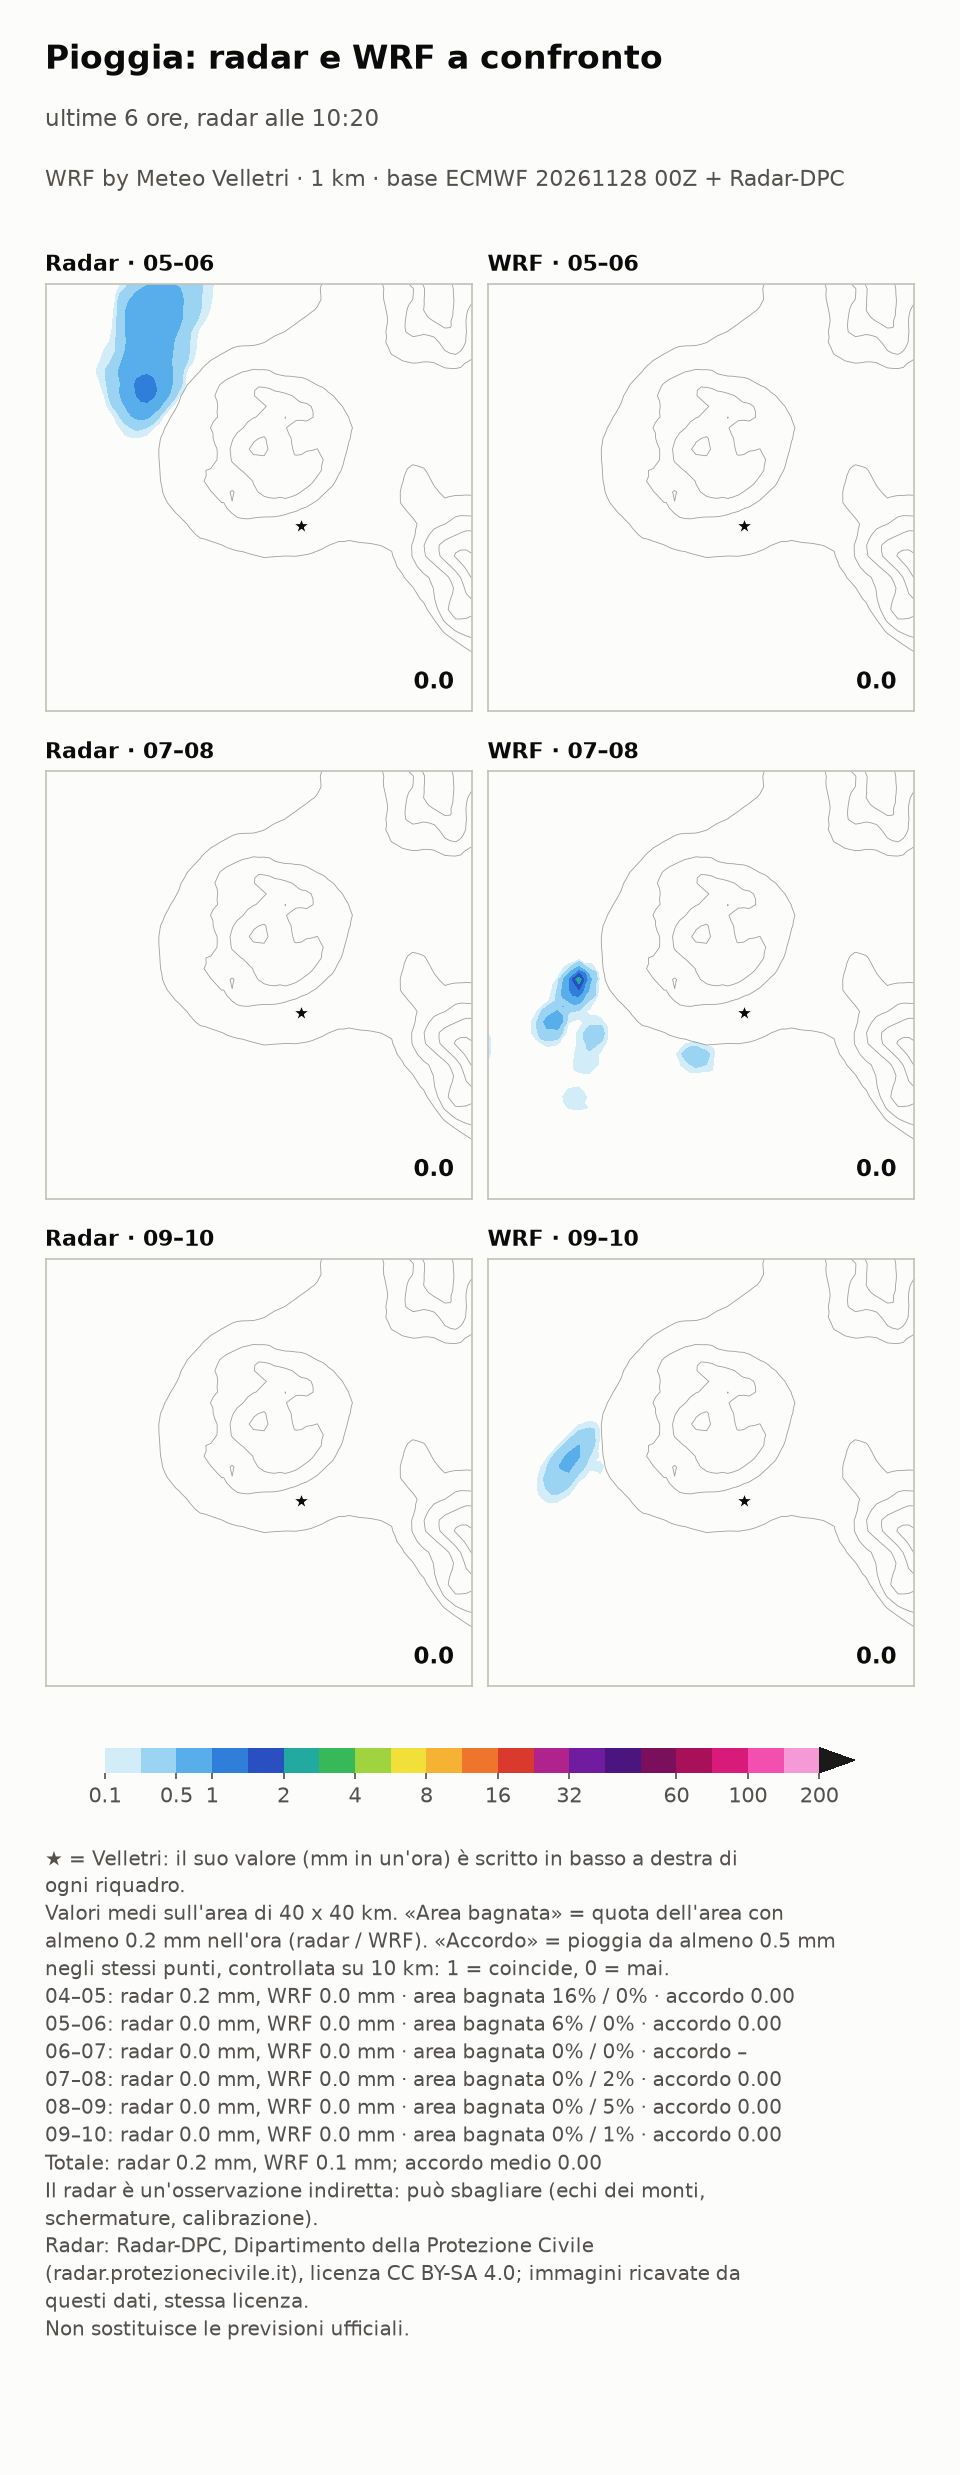 Pioggia: radar e WRF a confronto
ultime 6 ore, radar alle 10:20
WRF by Meteo Velletri · 1 km · base ECMWF 20261128 00Z + Radar-DPC
Radar · 05–06
WRF · 05–06
0.0
0.0
Radar · 07–08
WRF · 07–08
0.0
0.0
Radar · 09–10
WRF · 09–10
0.0
0.0
0.1 0.5 1 2 4 8 16 32 60 100 200
★ = Velletri: il suo valore (mm in un'ora) è scritto in basso a destra di
ogni riquadro.
Valori medi sull'area di 40 x 40 km. «Area bagnata» = quota dell'area con
almeno 0.2 mm nell'ora (radar / WRF). «Accordo» = pioggia da almeno 0.5 mm
negli stessi punti, controllata su 10 km: 1 = coincide, 0 = mai.
04–05: radar 0.2 mm, WRF 0.0 mm · area bagnata 16% / 0% · accordo 0.00
05–06: radar 0.0 mm, WRF 0.0 mm · area bagnata 6% / 0% · accordo 0.00
06–07: radar 0.0 mm, WRF 0.0 mm · area bagnata 0% / 0% · accordo –
07–08: radar 0.0 mm, WRF 0.0 mm · area bagnata 0% / 2% · accordo 0.00
08–09: radar 0.0 mm, WRF 0.0 mm · area bagnata 0% / 5% · accordo 0.00
09–10: radar 0.0 mm, WRF 0.0 mm · area bagnata 0% / 1% · accordo 0.00
Totale: radar 0.2 mm, WRF 0.1 mm; accordo medio 0.00
Il radar è un'osservazione indiretta: può sbagliare (echi dei monti,
schermature, calibrazione).
Radar: Radar-DPC, Dipartimento della Protezione Civile
(radar.protezionecivile.it), licenza CC BY-SA 4.0; immagini ricavate da
questi dati, stessa licenza.
Non sostituisce le previsioni ufficiali.